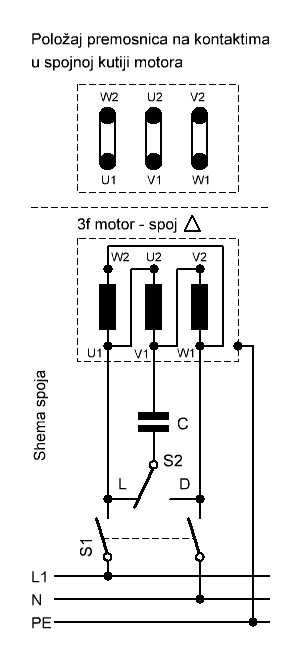 Položaj premosnica na kontaktima
u spojnoj kutiji motora
W2 U2 V2
U1 V1 W1
3f motor - spoj △
W2 U2 V2
U1 V1 W1
Shema spoja
C
S2
L D
S1
L1
N
PE